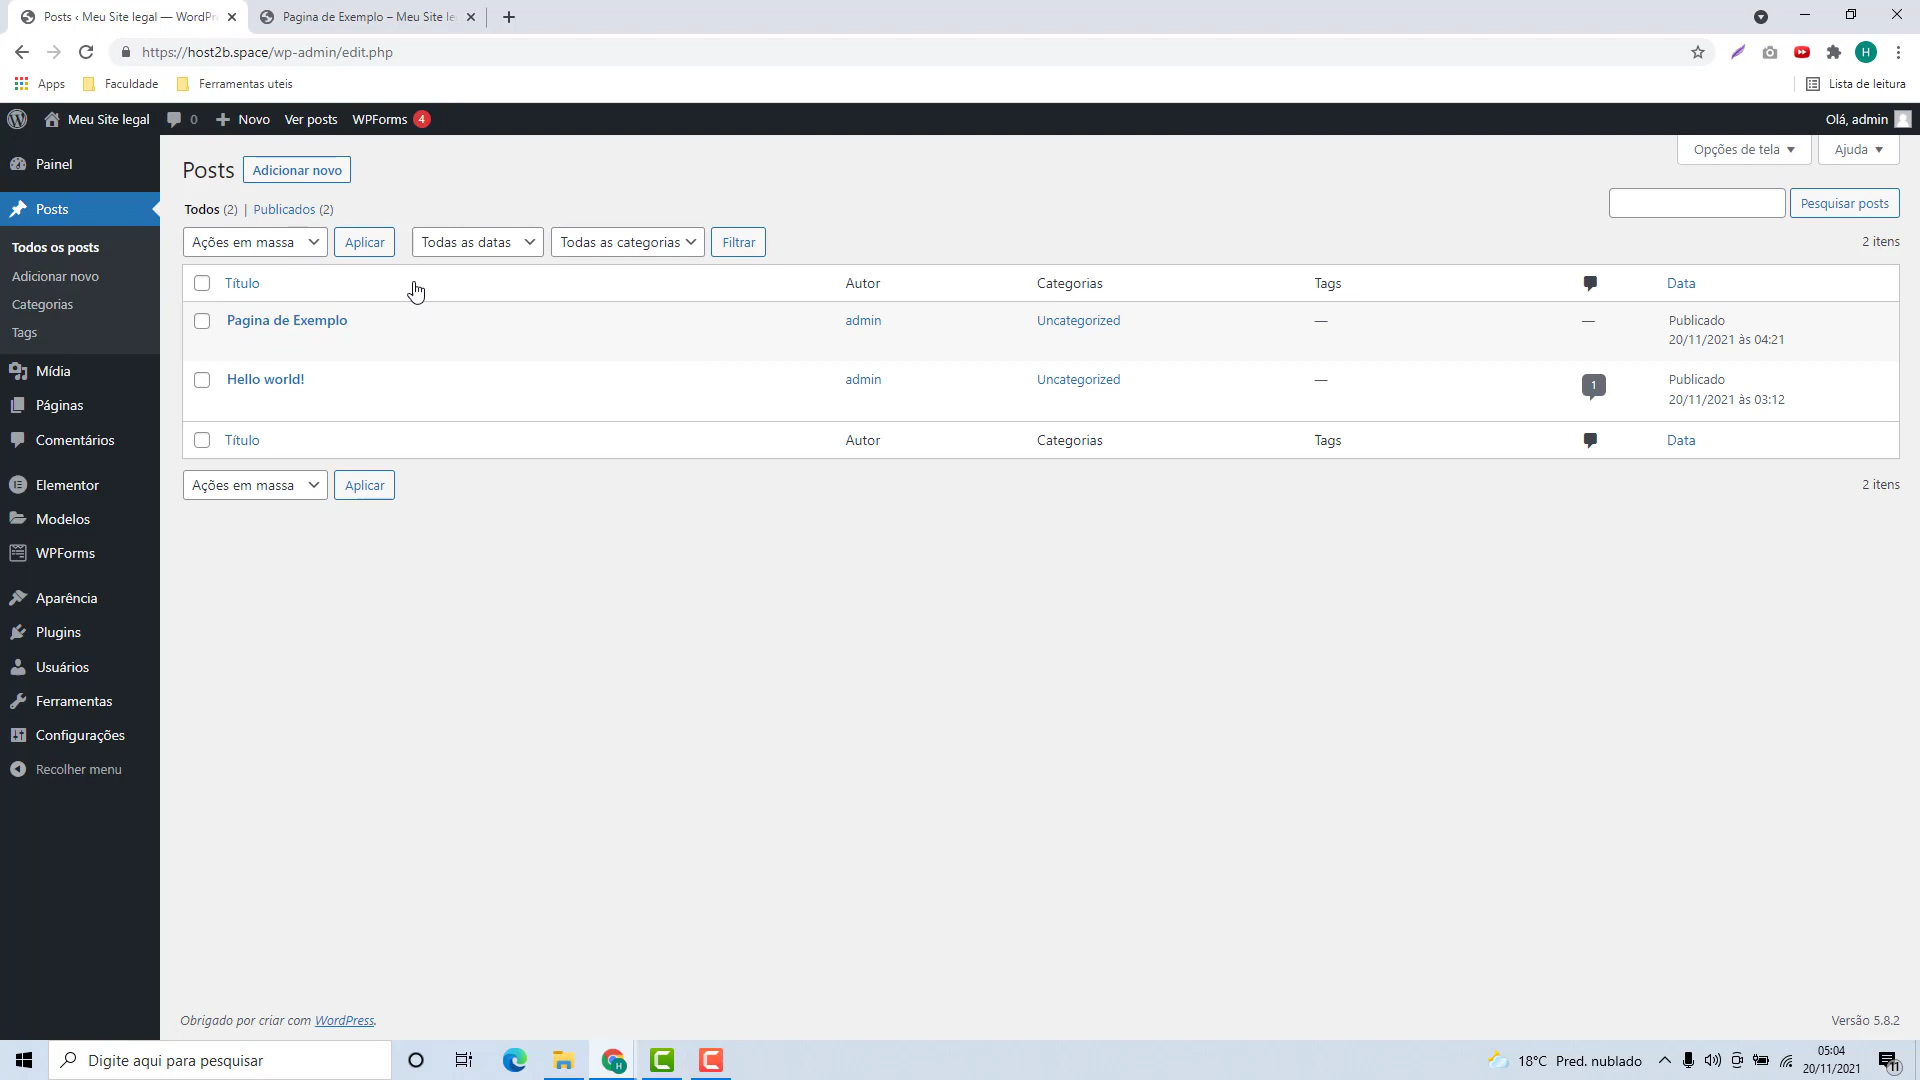 Posts ‹ Meu Site legal — WordPr
Pagina de Exemplo – Meu Site le
https://host2b.space/wp-admin/edit.php
H
Apps
Faculdade
Ferramentas uteis
Lista de leitura
Meu Site legal
0
Novo
Ver posts
WPForms 4
Olá, admin
Painel
Posts
Todos os posts
Adicionar novo
Categorias
Tags
Mídia
Páginas
Comentários
Elementor
Modelos
WPForms
Aparência
Plugins
Usuários
Ferramentas
Configurações
Recolher menu
Opções de tela
Ajuda
Posts
Adicionar novo
Todos (2) | Publicados (2)
Pesquisar posts
Ações em massa
Aplicar
Todas as datas
Todas as categorias
Filtrar
2 itens
Título Autor Categorias Tags Data
Pagina de Exemplo admin Uncategorized — — Publicado
20/11/2021 às 04:21
Hello world! admin Uncategorized — 1 Publicado
20/11/2021 às 03:12
Título Autor Categorias Tags Data
Ações em massa
Aplicar
2 itens
Obrigado por criar com WordPress.
Versão 5.8.2
Digite aqui para pesquisar
18°C Pred. nublado
05:04
20/11/2021
11